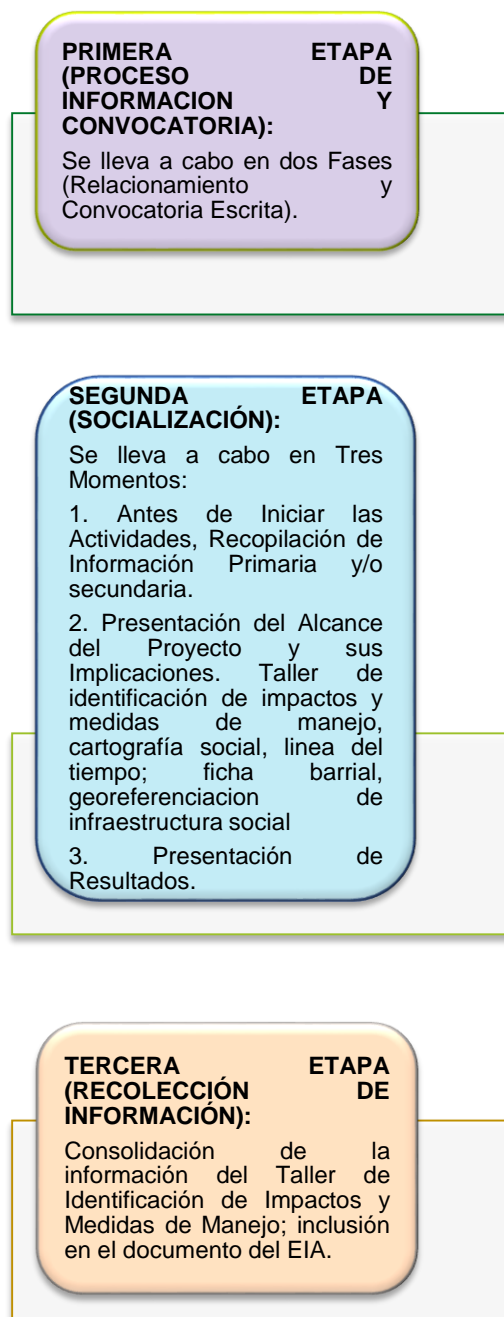 PRIMERA ETAPA
(PROCESO DE
INFORMACION Y
CONVOCATORIA):
Se lleva a cabo en dos Fases
(Relacionamiento y
Convocatoria Escrita).
SEGUNDA ETAPA
(SOCIALIZACIÓN):
Se lleva a cabo en Tres
Momentos:
1. Antes de Iniciar las
Actividades, Recopilación de
Información Primaria y/o
secundaria.
2. Presentación del Alcance
del Proyecto y sus
Implicaciones. Taller de
identificación de impactos y
medidas de manejo,
cartografía social, linea del
tiempo; ficha barrial,
georeferenciacion de
infraestructura social
3. Presentación de
Resultados.
TERCERA ETAPA
(RECOLECCIÓN DE
INFORMACIÓN):
Consolidación de la
información del Taller de
Identificación de Impactos y
Medidas de Manejo; inclusión
en el documento del EIA.